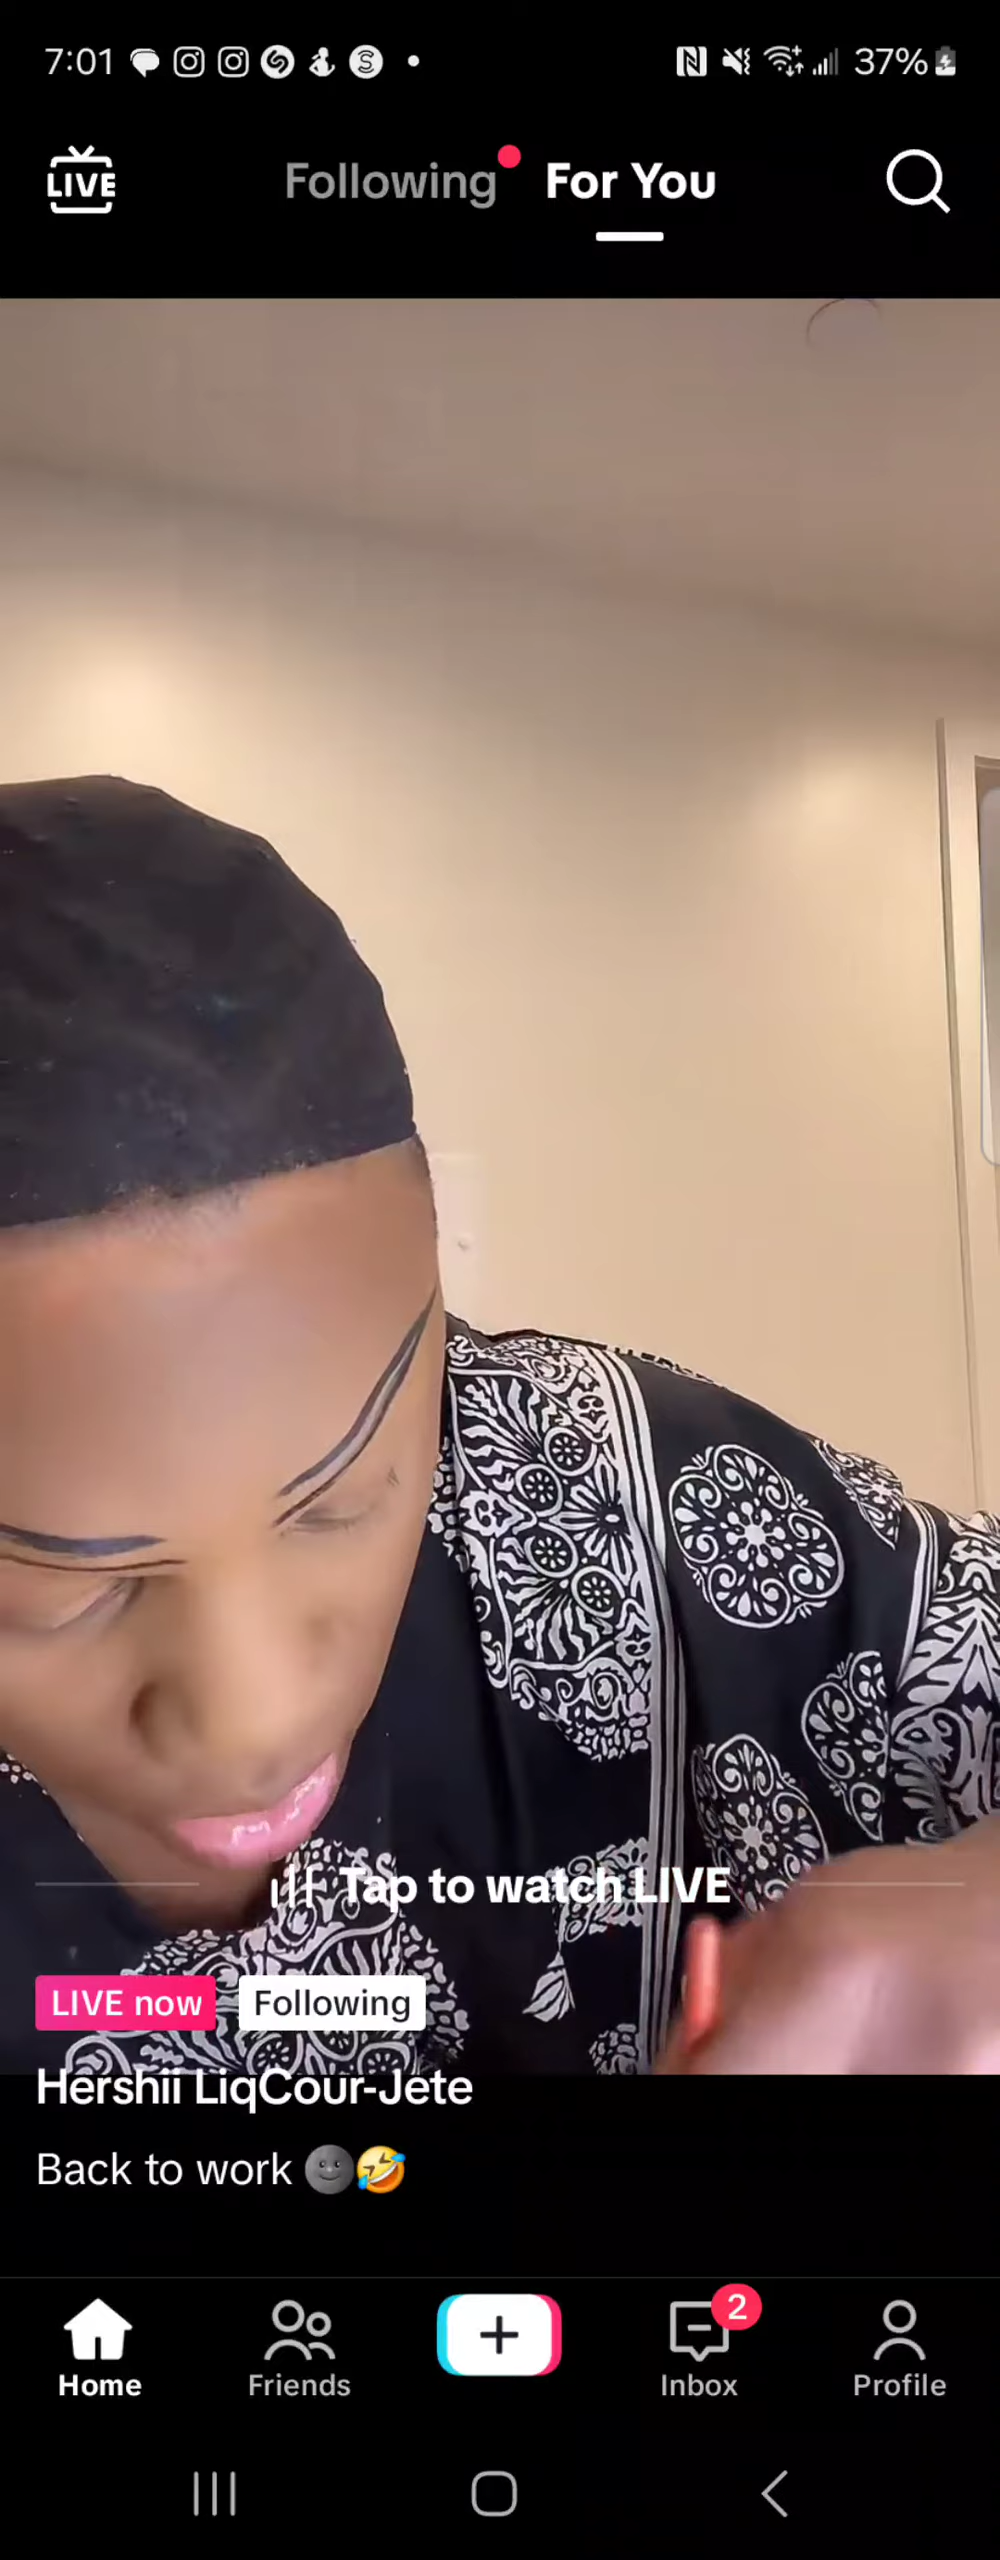 7:01 37%
LIVE Following For You
Tap to watch LIVE
LIVE now Following
Hershii LiqCour-Jete
Back to work 🌚🤣
2
Home Friends Inbox Profile